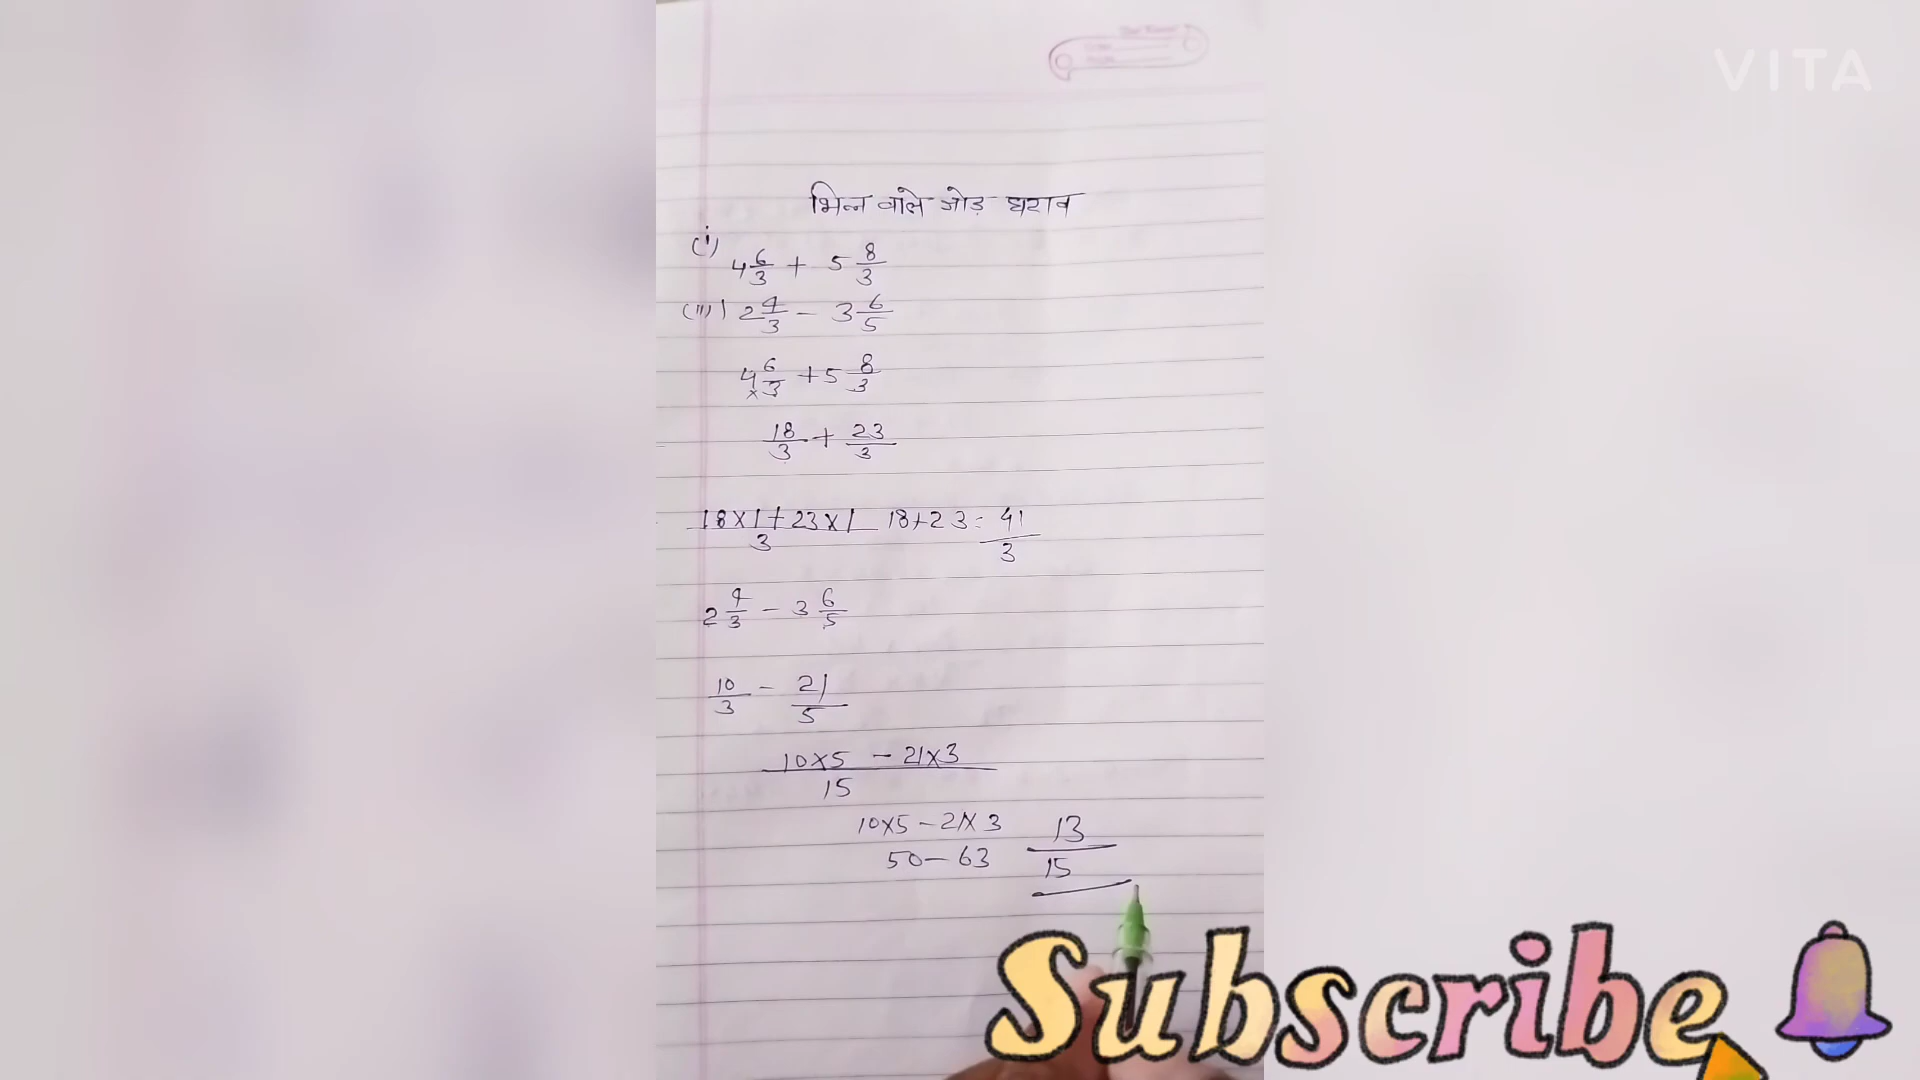 VITA
भिन्न वाले जोड़ घराव
(i) 4 6/3 + 5 8/3
(iii) 2 4/3 - 3 6/5
4 6/×3 + 5 8/3
18/3 + 23/3
18×1+23×1/3 18+23= 41/3
2 4/3 - 3 6/5
10/3 - 21/5
10×5 - 21×3/15
10×5-21×3 13/15
50-63
Subscribe